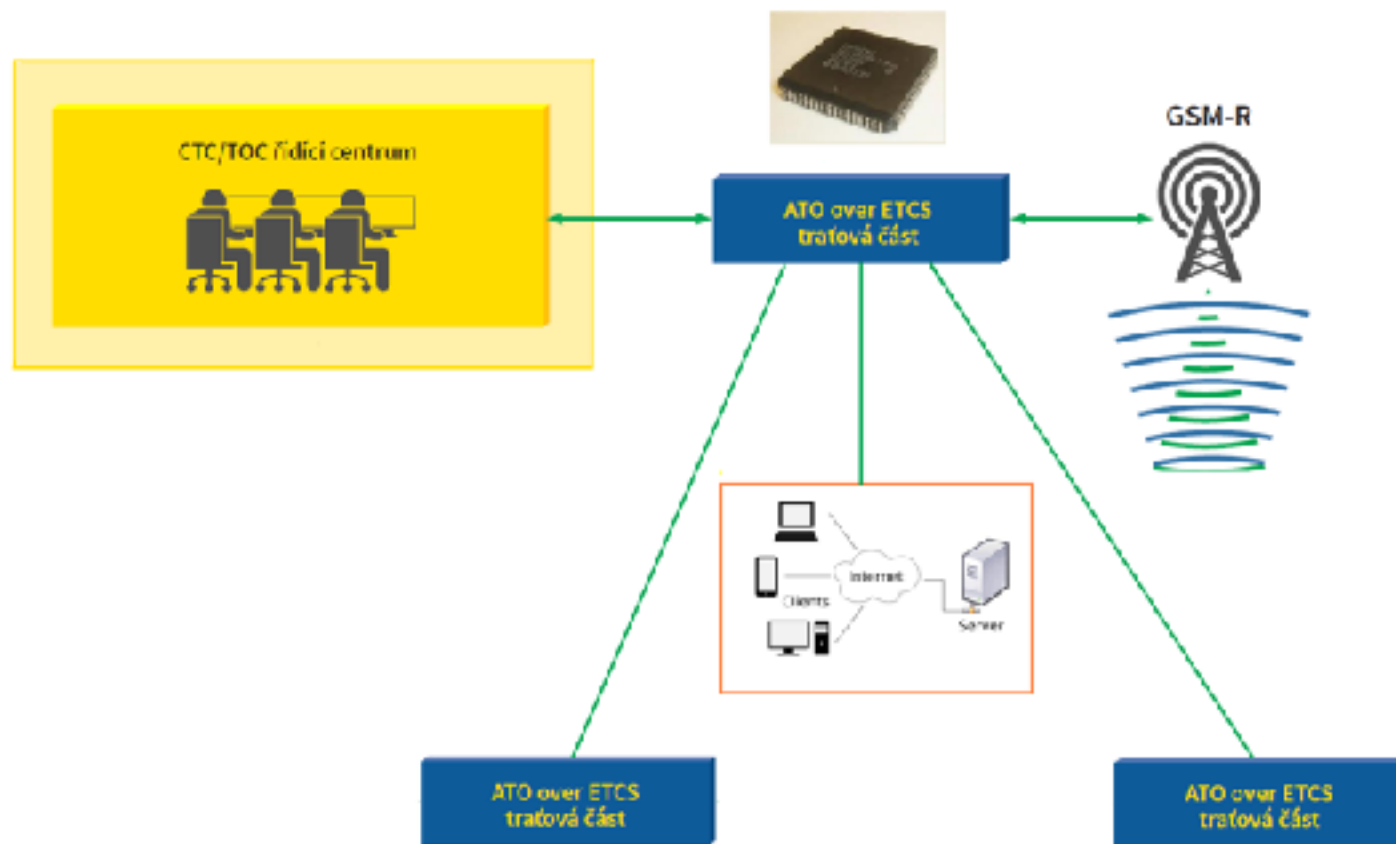 CTC/TOC řídíci centrum
GSM-R
ATO over ETCS
traťová část
Internet
Clients
Server
ATO over ETCS
traťová část
ATO over ETCS
traťová část